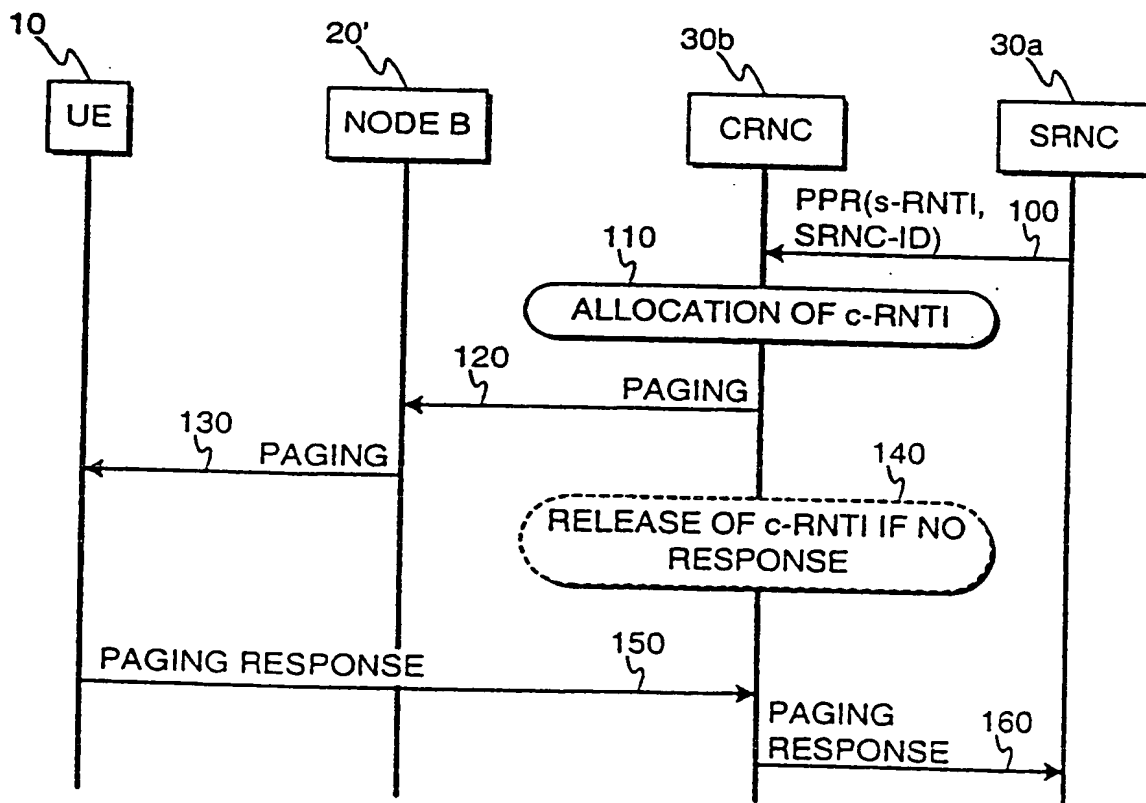 10
20'
30b
30a
UE
NODE B
CRNC
SRNC
PPR(s-RNTI,
SRNC-ID)
100
110
ALLOCATION OF c-RNTI
120
PAGING
130
PAGING
140
RELEASE OF c-RNTI IF NO
RESPONSE
PAGING RESPONSE
150
PAGING
RESPONSE
160